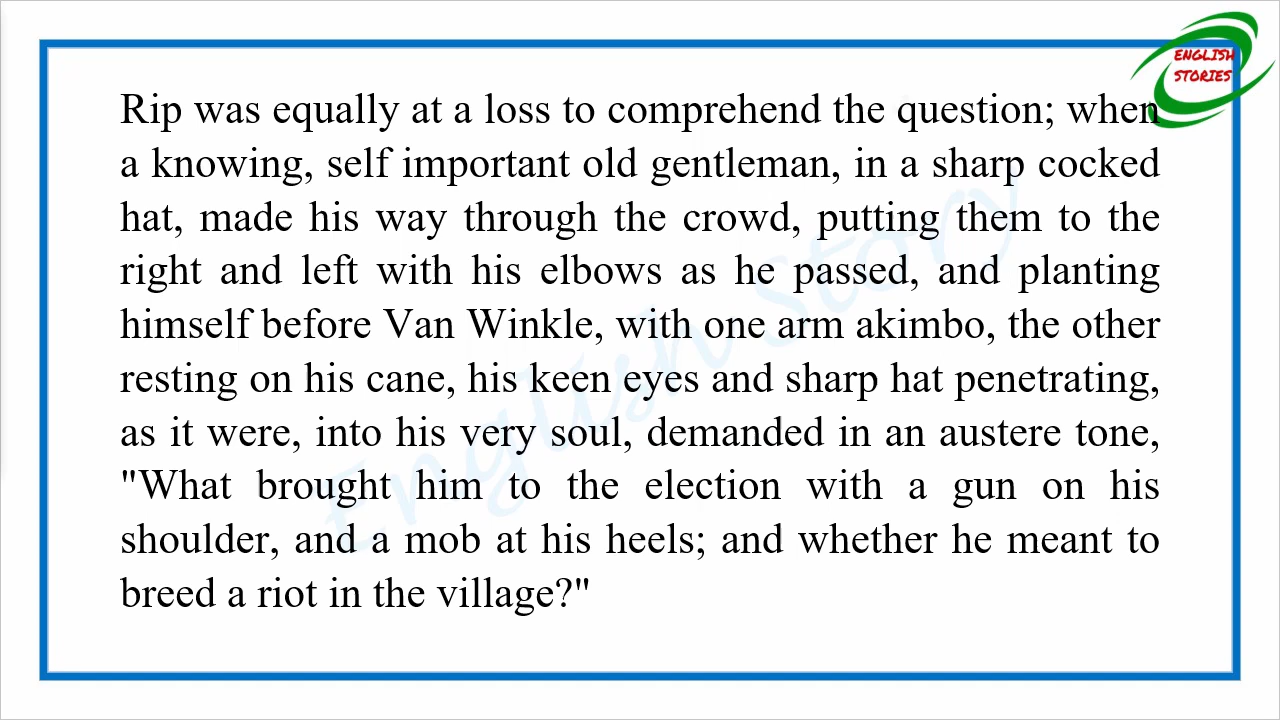 ENGLISH
STORIES
Rip was equally at a loss to comprehend the question; when
a knowing, self important old gentleman, in a sharp cocked
hat, made his way through the crowd, putting them to the
right and left with his elbows as he passed, and planting
himself before Van Winkle, with one arm akimbo, the other
resting on his cane, his keen eyes and sharp hat penetrating,
as it were, into his very soul, demanded in an austere tone,
"What brought him to the election with a gun on his
shoulder, and a mob at his heels; and whether he meant to
breed a riot in the village?"
English Story